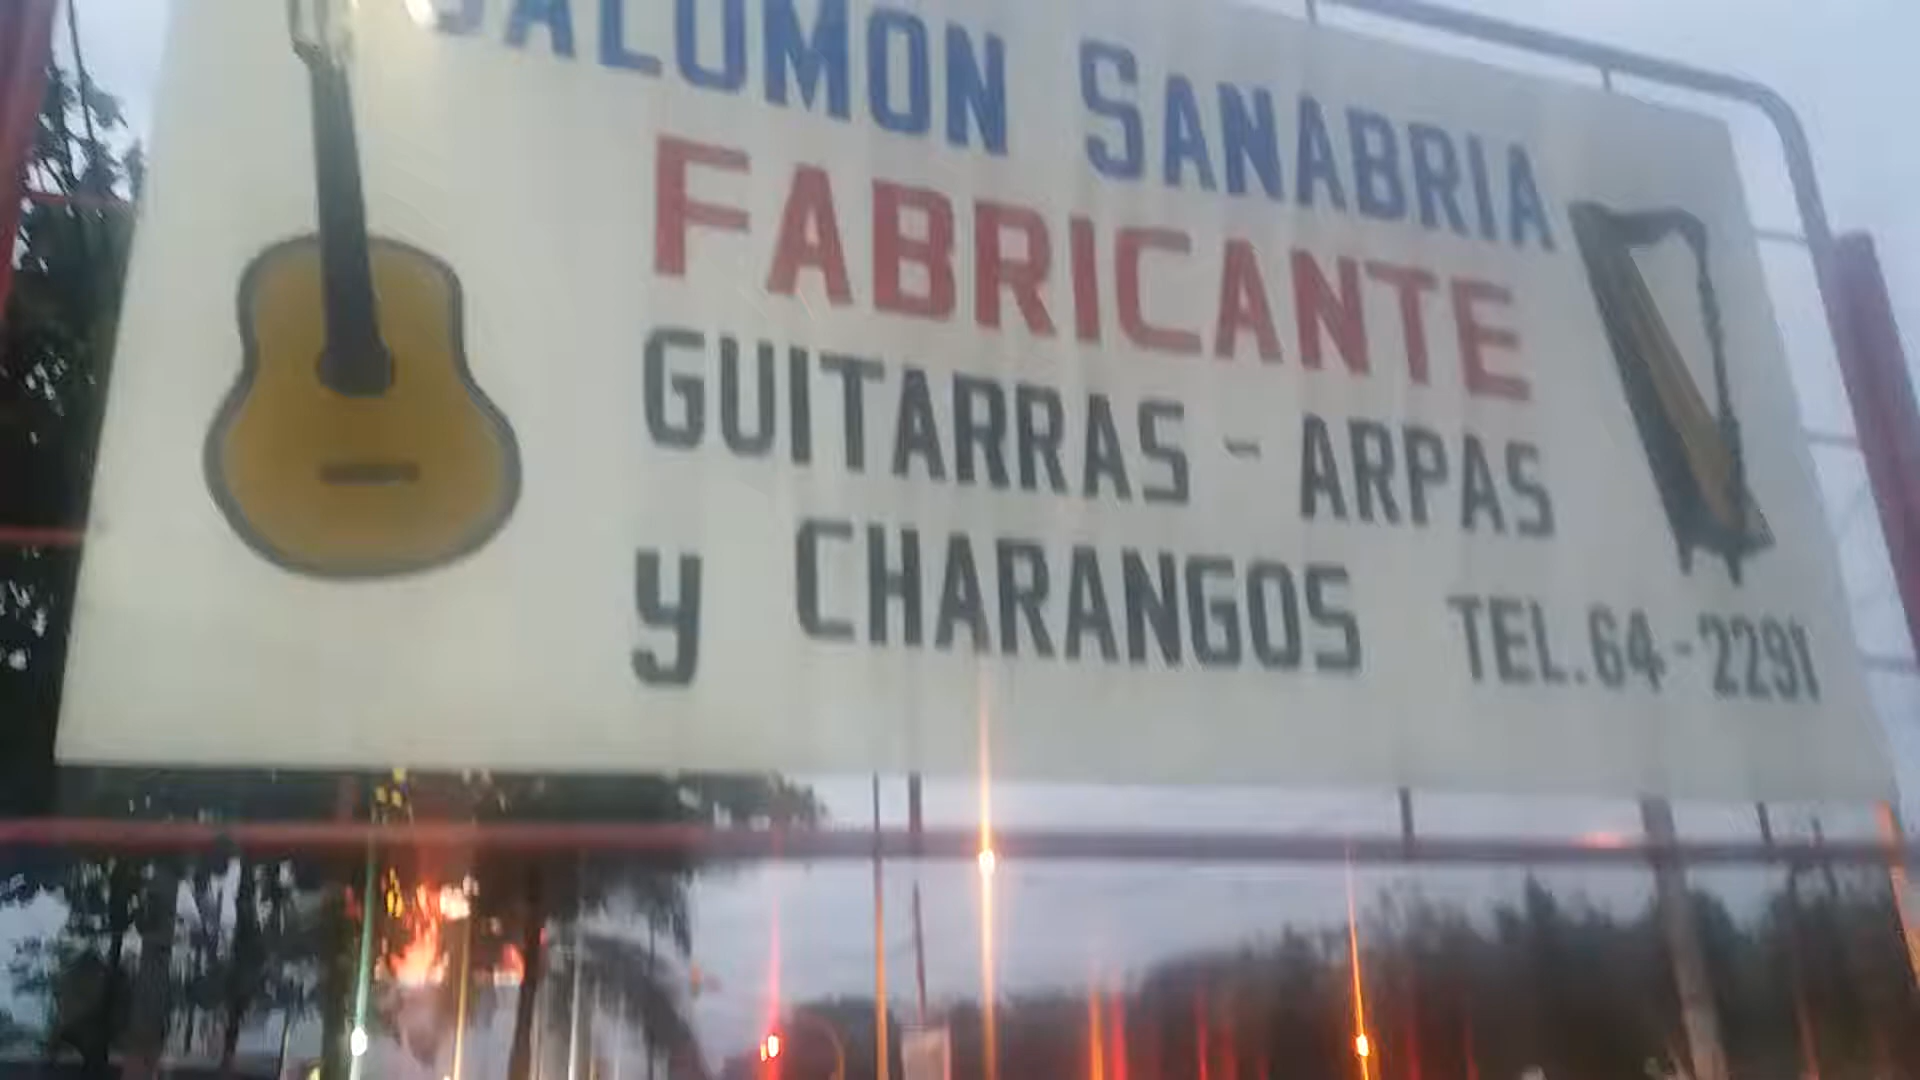 SALOMON SANABRIA
FABRICANTE
GUITARRAS - ARPAS
y CHARANGOS TEL. 64-2291